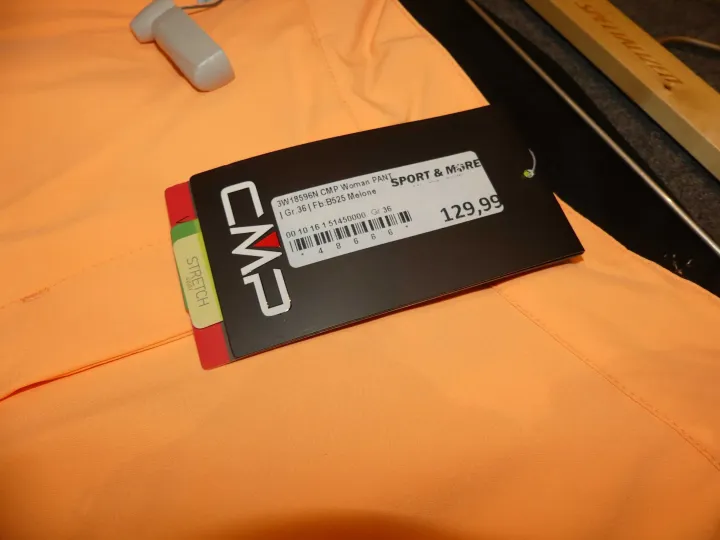 SPECIALIZED
CMP
STRETCH
3W18596N CMP Woman PANT
SPORT & MORE
| Gr.36 | Fb:B525 Melone
00 10 16 1 51450000 Gr 36
129,99
* 4 8 6 6 6 *